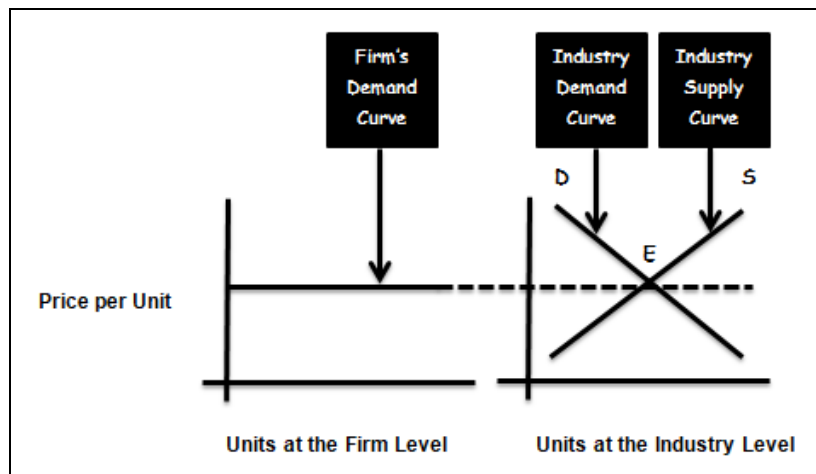 Firm's
Demand
Curve
Industry
Demand
Curve
Industry
Supply
Curve
D
S
E
Price per Unit
Units at the Firm Level
Units at the Industry Level